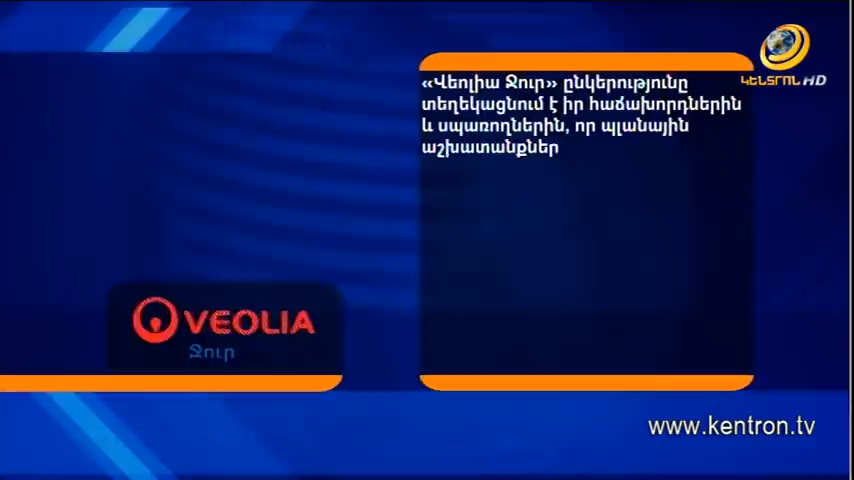 ԿԵՆՏՐՈՆ HD
«Վեոլիա Ջուր» ընկերությունը
տեղեկացնում է իր հաճախորդներին
և սպառողներին, որ պլանային
աշխատանքներ
VEOLIA
Ջուր
www.kentron.tv